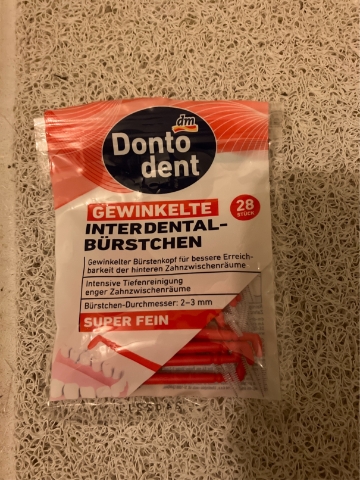 dm
Donto
dent
GEWINKELTE
28
STÜCK
INTERDENTAL-
BÜRSTCHEN
Gewinkelter Bürstenkopf für bessere Erreich-
barkeit der hinteren Zahnzwischenräume
Intensive Tiefenreinigung
enger Zahnzwischenräume
Bürstchen-Durchmesser: 2–3 mm
SUPER FEIN